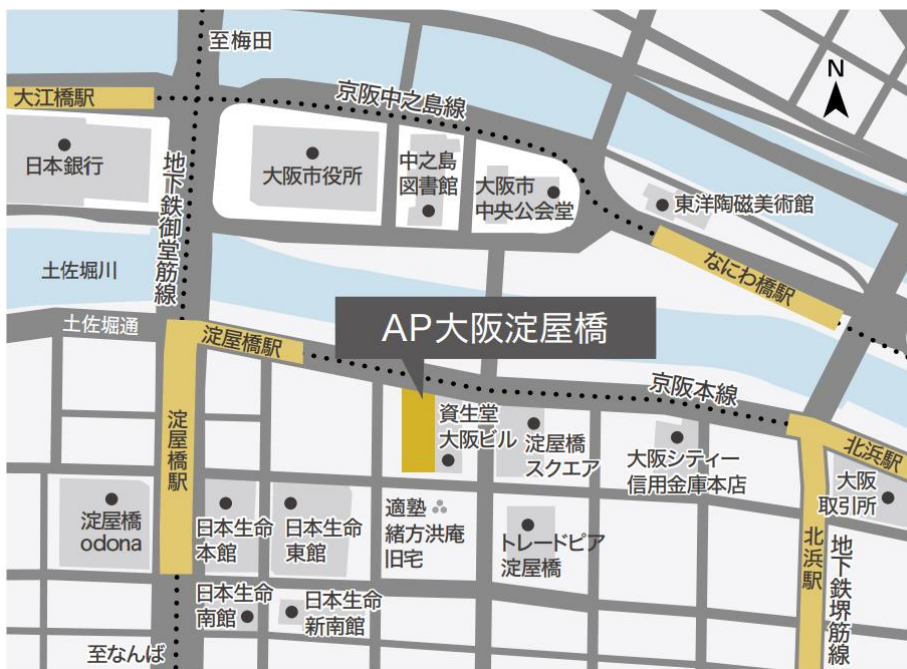 至梅田
N
大江橋駅
京阪中之島線
日本銀行
地下鉄御堂筋線
大阪市役所
中之島
図書館
大阪市
中央公会堂
東洋陶磁美術館
なにわ橋駅
土佐堀川
土佐堀通
淀屋橋駅
AP大阪淀屋橋
京阪本線
淀屋橋駅
資生堂
大阪ビル
淀屋橋
スクエア
大阪シティー
信用金庫本店
北浜駅
大阪
取引所
淀屋橋
odona
日本生命
本館
日本生命
東館
適塾
緒方洪庵
旧宅
トレードピア
淀屋橋
北浜駅
地下鉄堺筋線
日本生命
南館
日本生命
新南館
至なんば